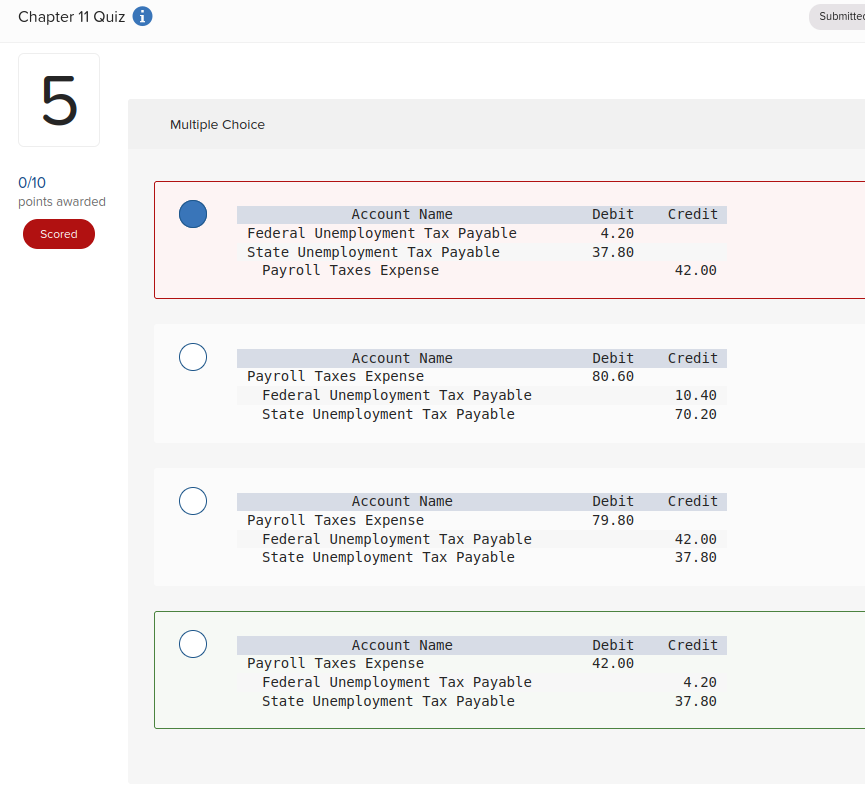 Chapter 11 Quiz i
Submitted
5
0/10
points awarded
Scored
Multiple Choice
Account Name Debit Credit
Federal Unemployment Tax Payable 4.20
State Unemployment Tax Payable 37.80
Payroll Taxes Expense 42.00
Account Name Debit Credit
Payroll Taxes Expense 80.60
Federal Unemployment Tax Payable 10.40
State Unemployment Tax Payable 70.20
Account Name Debit Credit
Payroll Taxes Expense 79.80
Federal Unemployment Tax Payable 42.00
State Unemployment Tax Payable 37.80
Account Name Debit Credit
Payroll Taxes Expense 42.00
Federal Unemployment Tax Payable 4.20
State Unemployment Tax Payable 37.80